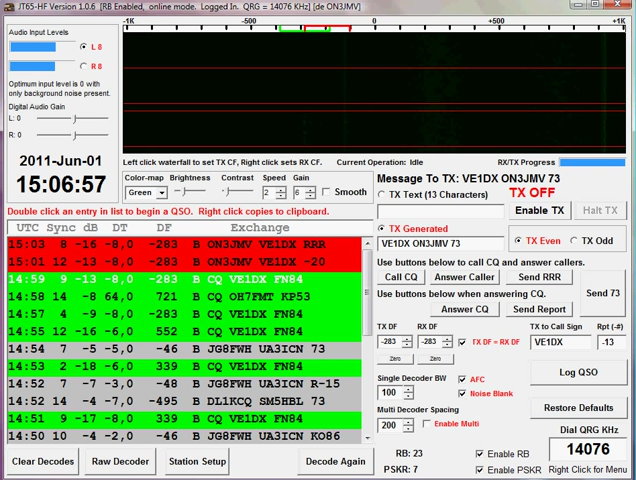 JT65-HF Version 1.0.6 [RB Enabled, online mode. Logged In. QRG = 14076 KHz] [de ON3JMV]
-1K -500 0 +500 +1K
Audio Input Levels
L 8
R 8
Optimum input level is 0 with
only background noise present.
Digital Audio Gain
L: 0
R: 0
2011-Jun-01
15:06:57
Left click waterfall to set TX CF, Right click sets RX CF. Current Operation: Idle RX/TX Progress
Color-map Brightness Contrast Speed Gain
Green 2 6 Smooth
Double click an entry in list to begin a QSO. Right click copies to clipboard.
UTC Sync dB DT DF Exchange
15:03 8 -16 -8,0 -283 B ON3JMV VE1DX RRR
15:01 12 -13 -8,0 -283 B ON3JMV VE1DX -20
14:59 9 -13 -8,0 -283 B CQ VE1DX FN84
14:58 14 -8 64,0 721 B CQ OH7FMT KP53
14:57 4 -9 -8,0 -283 B CQ VE1DX FN84
14:55 12 -16 -6,0 552 B CQ VE1DX FN84
14:54 7 -5 -5,0 -46 B JG8FWH UA3ICN 73
14:53 2 -18 -6,0 339 B CQ VE1DX FN84
14:52 7 -7 -3,0 -48 B JG8FWH UA3ICN R-15
14:52 14 -4 -7,0 -495 B DL1KCQ SM5HBL 73
14:51 9 -17 -8,0 339 B CQ VE1DX FN84
14:50 10 -4 -2,0 -46 B JG8FWH UA3ICN KO86
Clear Decodes Raw Decoder Station Setup Decode Again
Message To TX: VE1DX ON3JMV 73
TX Text (13 Characters) TX OFF
Enable TX Halt TX
TX Generated
VE1DX ON3JMV 73
TX Even TX Odd
Use buttons below to call CQ and answer callers.
Call CQ Answer Caller Send RRR
Send 73
Use buttons below when answering CQ.
Answer CQ Send Report
TX DF RX DF TX to Call Sign Rpt (-#)
-283 -283 TX DF = RX DF VE1DX -13
Zero Zero
Single Decoder BW
100
AFC
Noise Blank
Log QSO
Multi Decoder Spacing
200 Enable Multi
Restore Defaults
Dial QRG KHz
14076
RB: 23 Enable RB
PSKR: 7 Enable PSKR Right Click for Menu